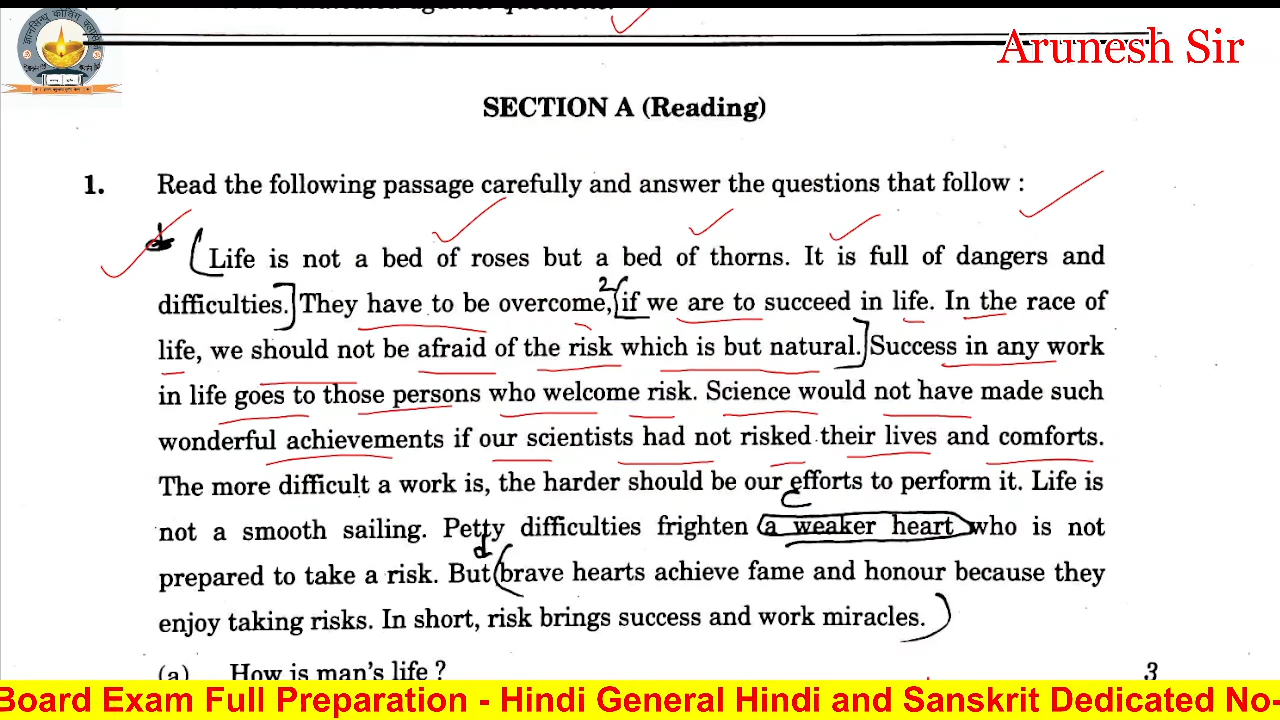 Arunesh Sir
SECTION A (Reading)
1. Read the following passage carefully and answer the questions that follow :
Life is not a bed of roses but a bed of thorns. It is full of dangers and
difficulties. They have to be overcome, if we are to succeed in life. In the race of
life, we should not be afraid of the risk which is but natural. Success in any work
in life goes to those persons who welcome risk. Science would not have made such
wonderful achievements if our scientists had not risked their lives and comforts.
The more difficult a work is, the harder should be our efforts to perform it. Life is
not a smooth sailing. Petty difficulties frighten a weaker heart who is not
prepared to take a risk. But brave hearts achieve fame and honour because they
enjoy taking risks. In short, risk brings success and work miracles.
(a) How is man's life ? 3
Board Exam Full Preparation - Hindi General Hindi and Sanskrit Dedicated No-